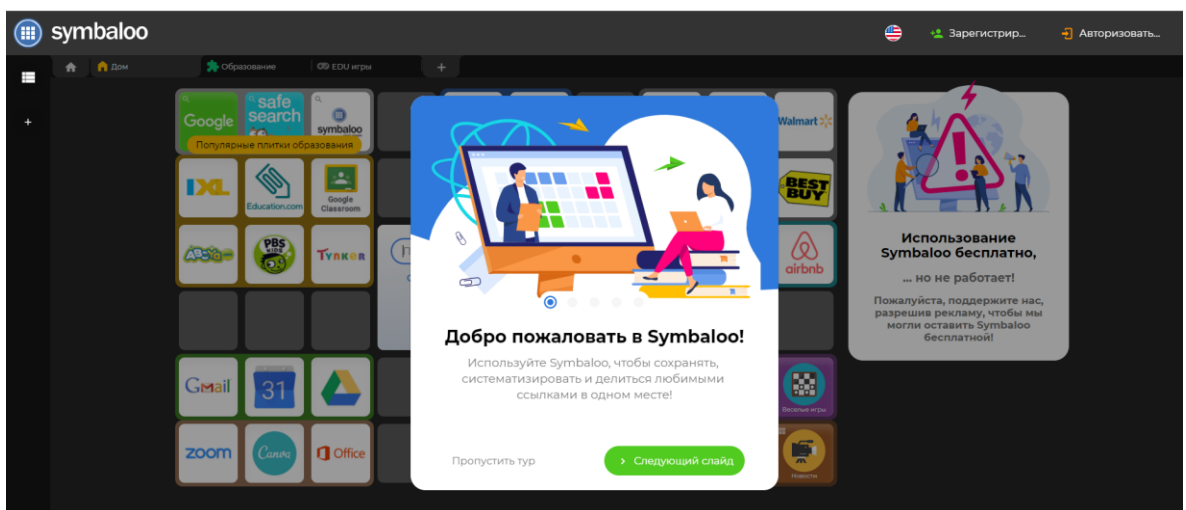 symbaloo
Зарегистрир...
Авторизовать...
Дом
Образование
EDU игры
+
+
Google
safe
search
symbaloo
Популярные плитки образования
Walmart
IXL
Education.com
Google
Classroom
BEST
BUY
ABCya
PBS
KIDS
Tynker
airbnb
Gmail
31
Веселые игры
zoom
Canva
Office
Новости
Добро пожаловать в Symbaloo!
Используйте Symbaloo, чтобы сохранять,
систематизировать и делиться любимыми
ссылками в одном месте!
Пропустить тур
› Следующий слайд
Использование
Symbaloo бесплатно,
... но не работает!
Пожалуйста, поддержите нас,
разрешив рекламу, чтобы мы
могли оставить Symbaloo
бесплатной!